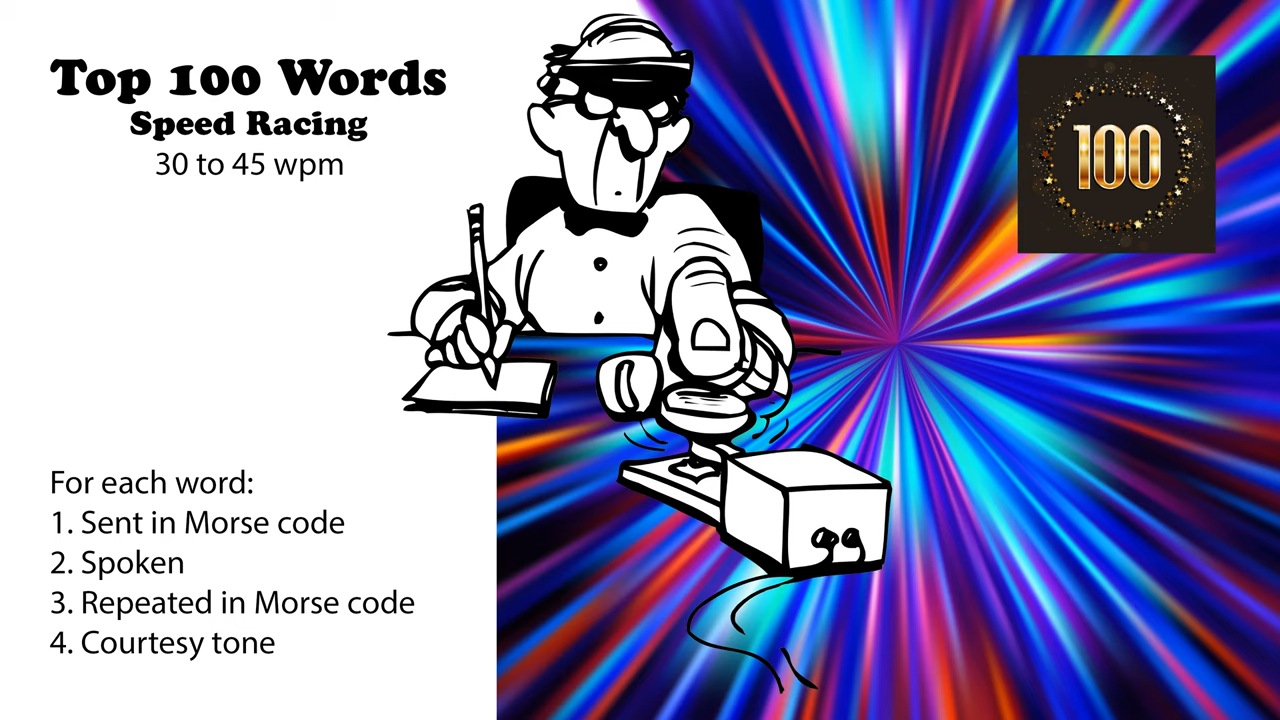 Top 100 Words
Speed Racing
30 to 45 wpm
100
For each word:
1. Sent in Morse code
2. Spoken
3. Repeated in Morse code
4. Courtesy tone